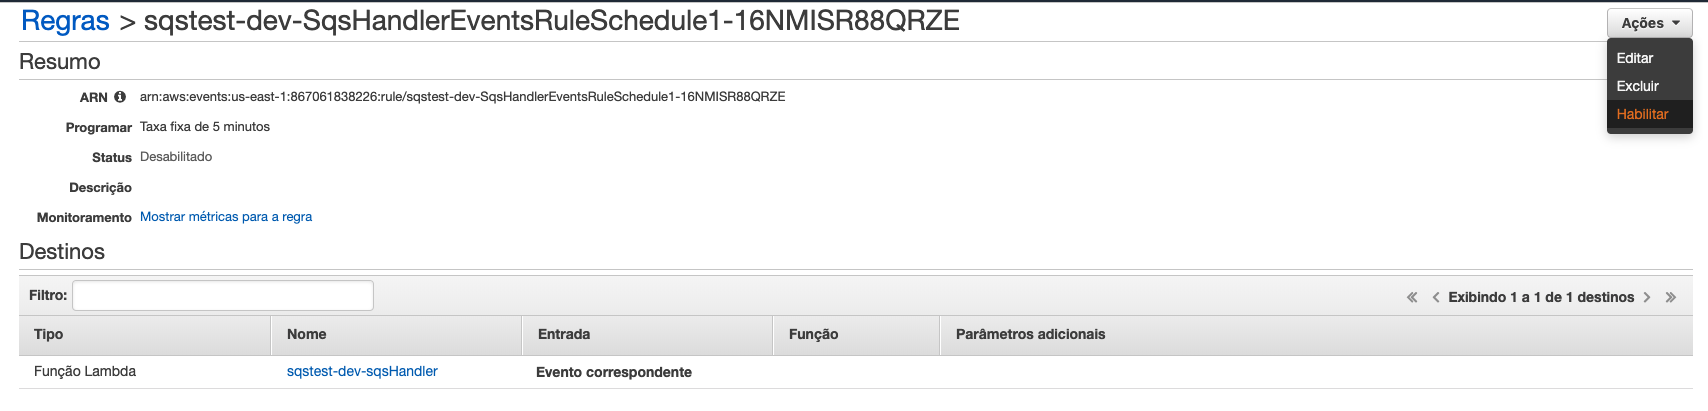 Regras > sqstest-dev-SqsHandlerEventsRuleSchedule1-16NMISR88QRZE
Ações
Editar
Excluir
Habilitar
Resumo
ARN arn:aws:events:us-east-1:867061838226:rule/sqstest-dev-SqsHandlerEventsRuleSchedule1-16NMISR88QRZE
Programar Taxa fixa de 5 minutos
Status Desabilitado
Descrição
Monitoramento Mostrar métricas para a regra
Destinos
Filtro: « < Exibindo 1 a 1 de 1 destinos > »
Tipo Nome Entrada Função Parâmetros adicionais
Função Lambda sqstest-dev-sqsHandler Evento correspondente